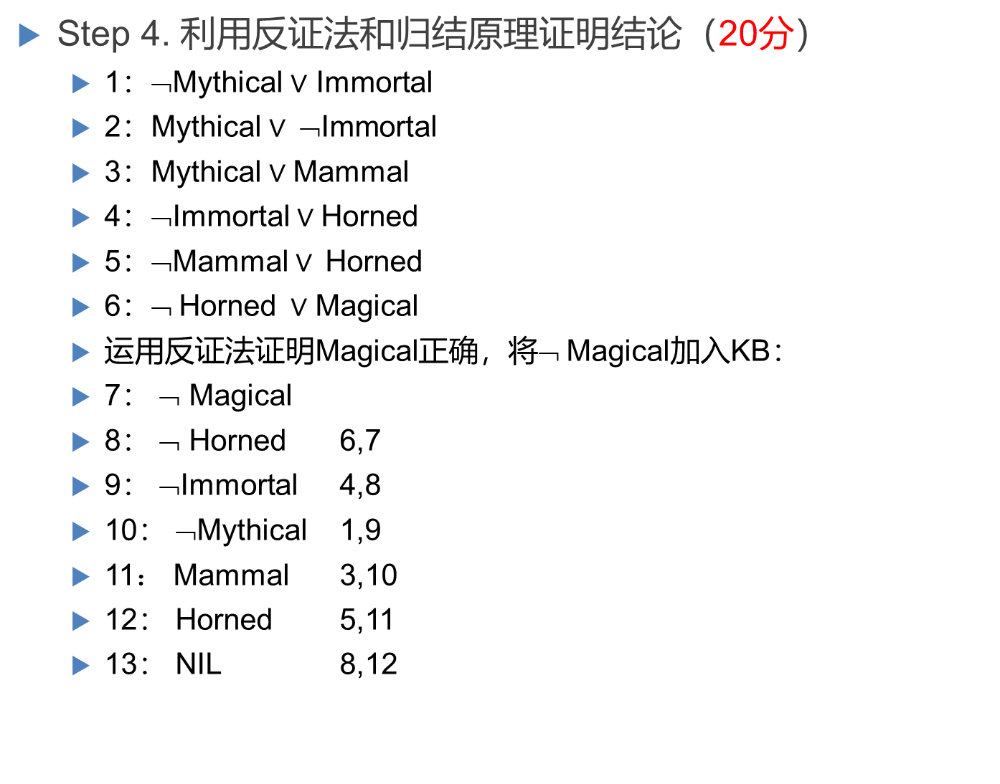 Step 4. 利用反证法和归结原理证明结论（20分）
1：¬Mythical∨Immortal
2：Mythical∨ ¬Immortal
3：Mythical∨Mammal
4：¬Immortal∨Horned
5：¬Mammal∨ Horned
6：¬ Horned ∨Magical
运用反证法证明Magical正确，将¬ Magical加入KB：
7： ¬ Magical
8： ¬ Horned 6,7
9： ¬Immortal 4,8
10： ¬Mythical 1,9
11： Mammal 3,10
12： Horned 5,11
13： NIL 8,12